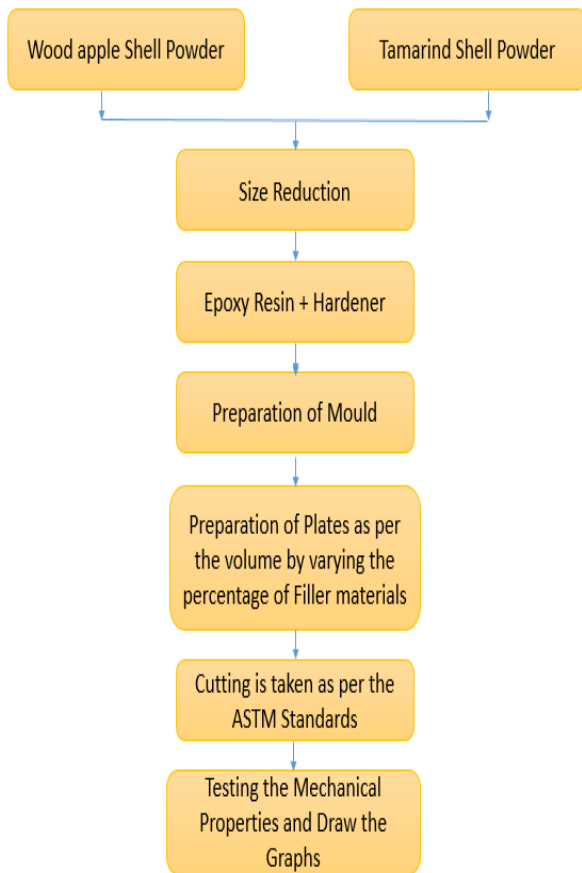 Wood apple Shell Powder
Tamarind Shell Powder
Size Reduction
Epoxy Resin + Hardener
Preparation of Mould
Preparation of Plates as per
the volume by varying the
percentage of Filler materials
Cutting is taken as per the
ASTM Standards
Testing the Mechanical
Properties and Draw the
Graphs